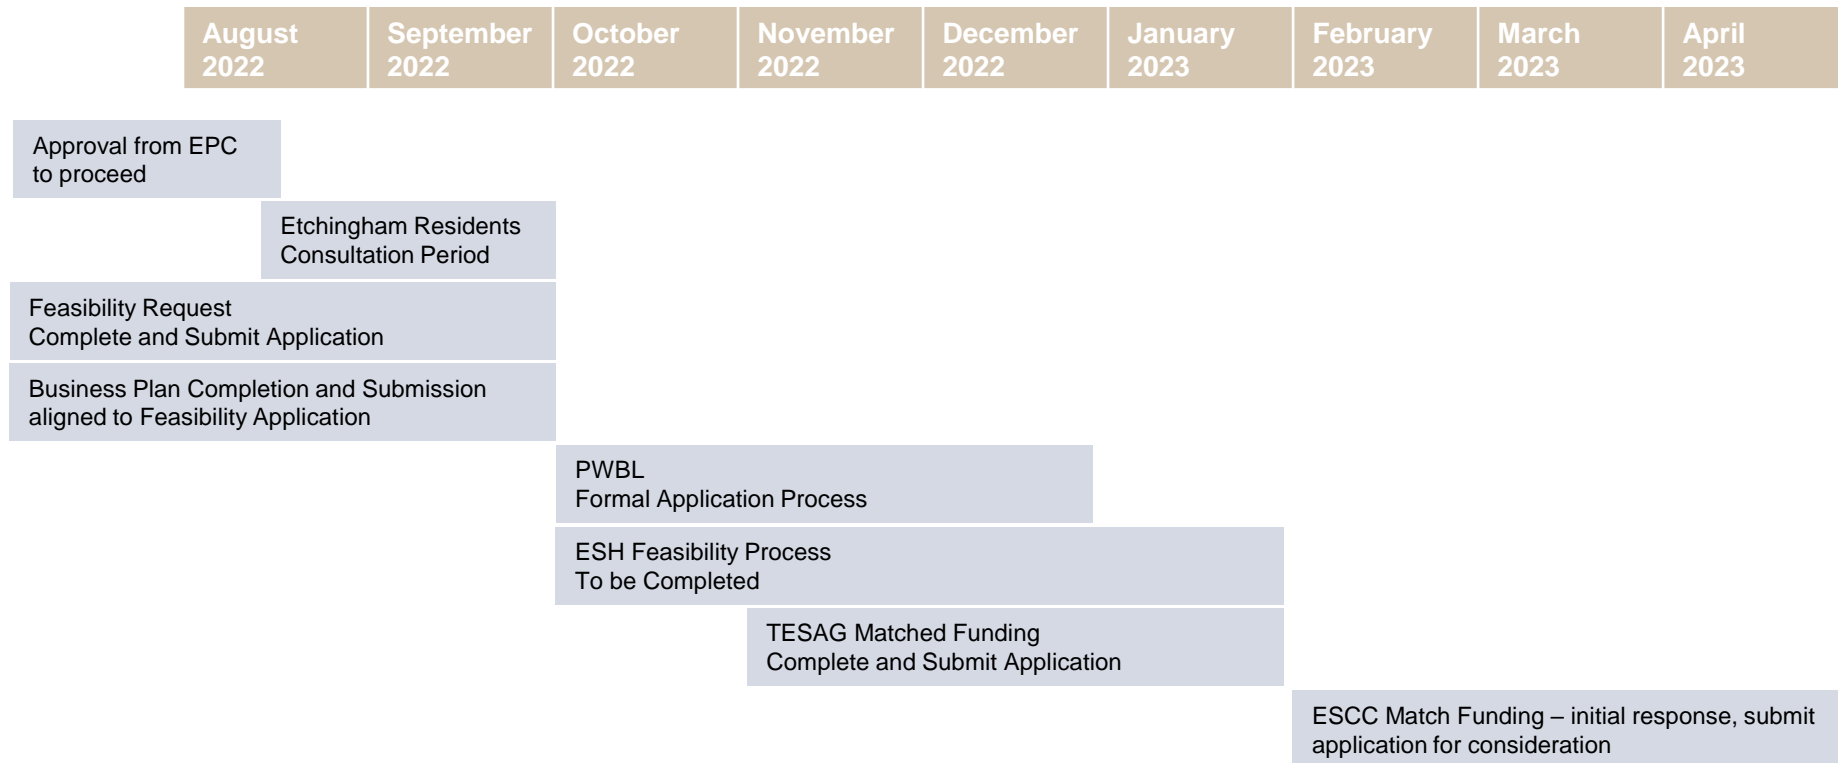 August
2022
September
2022
October
2022
November
2022
December
2022
January
2023
February
2023
March
2023
April
2023
Approval from EPC
to proceed
Etchingham Residents
Consultation Period
Feasibility Request
Complete and Submit Application
Business Plan Completion and Submission
aligned to Feasibility Application
PWBL
Formal Application Process
ESH Feasibility Process
To be Completed
TESAG Matched Funding
Complete and Submit Application
ESCC Match Funding – initial response, submit
application for consideration